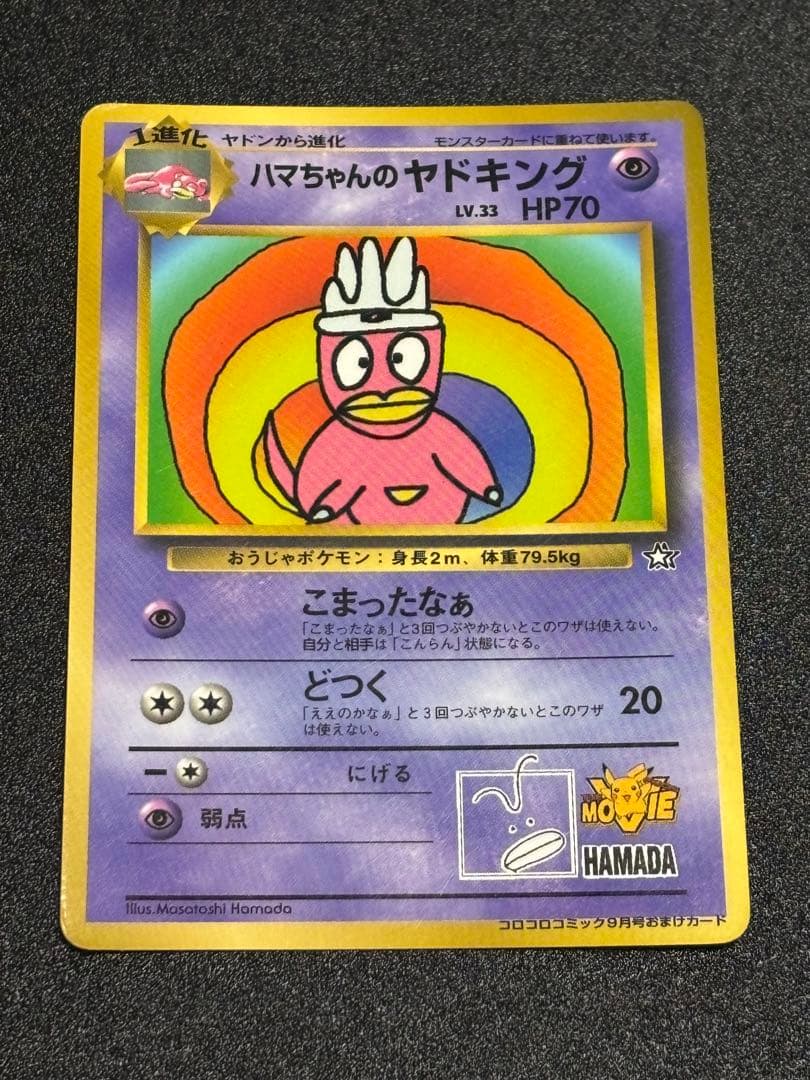 1進化 ヤドンから進化 モンスターカードに重ねて使います。
ハマちゃんのヤドキング
LV.33 HP70
おうじゃポケモン：身長2m、体重79.5kg
こまったなぁ
「こまったなぁ」と3回つぶやかないとこのワザは使えない。
自分と相手は「こんらん」状態になる。
どつく 20
「ええのかなぁ」と3回つぶやかないとこのワザ
は使えない。
にげる
弱点
MOVIE
HAMADA
Illus.Masatoshi Hamada
コロコロコミック9月号おまけカード